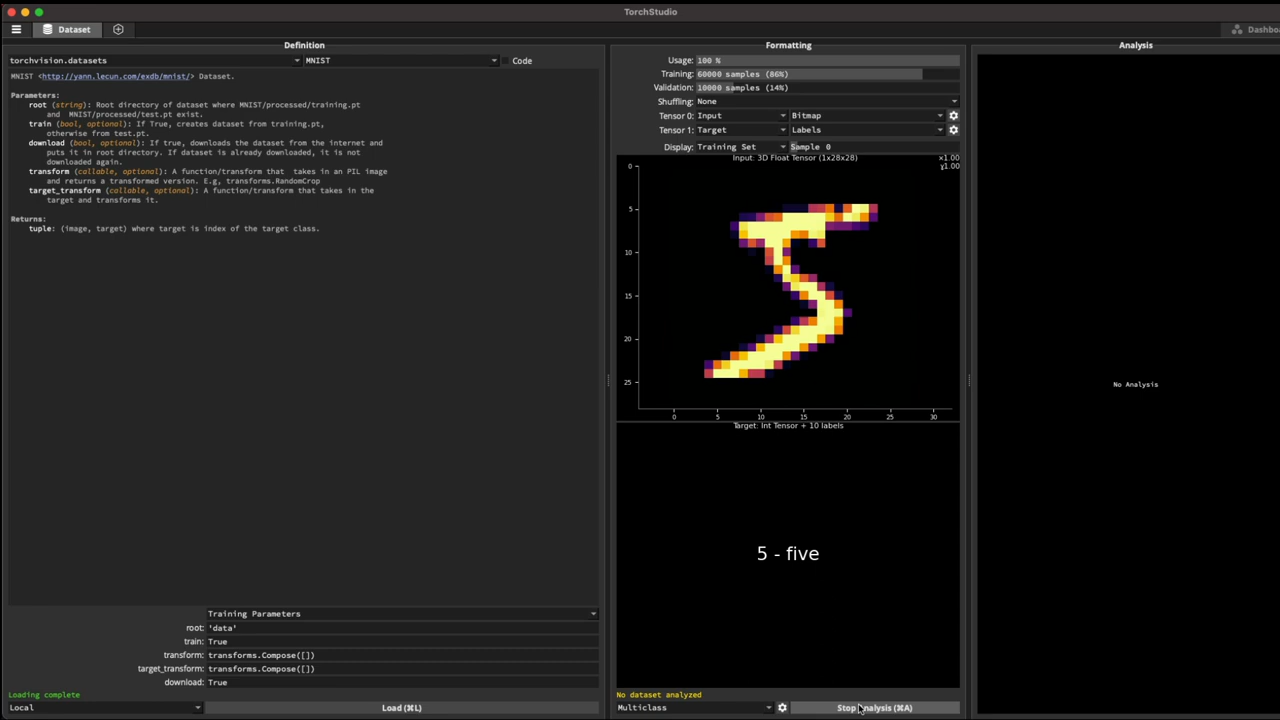 TorchStudio
Dataset
Dashbo
Definition
torchvision.datasets
MNIST
Code
MNIST <http://yann.lecun.com/exdb/mnist/> Dataset.
Parameters:
root (string): Root directory of dataset where MNIST/processed/training.pt
and  MNIST/processed/test.pt exist.
train (bool, optional): If True, creates dataset from training.pt,
otherwise from test.pt.
download (bool, optional): If true, downloads the dataset from the internet and
puts it in root directory. If dataset is already downloaded, it is not
downloaded again.
transform (callable, optional): A function/transform that  takes in an PIL image
and returns a transformed version. E.g, transforms.RandomCrop
target_transform (callable, optional): A function/transform that takes in the
target and transforms it.
Returns:
tuple: (image, target) where target is index of the target class.
Training Parameters
root: 'data'
train: True
transform: transforms.Compose([])
target_transform: transforms.Compose([])
download: True
Loading complete
Local
Load (⌘L)
Formatting
Usage: 100 %
Training: 60000 samples (86%)
Validation: 10000 samples (14%)
Shuffling: None
Tensor 0: Input Bitmap
Tensor 1: Target Labels
Display: Training Set Sample 0
Input: 3D Float Tensor (1x28x28)
x1.00
y1.00
0
5
10
15
20
25
0 5 10 15 20 25 30
Target: Int Tensor + 10 labels
5 - five
No dataset analyzed
Multiclass
Stop Analysis (⌘A)
Analysis
No Analysis